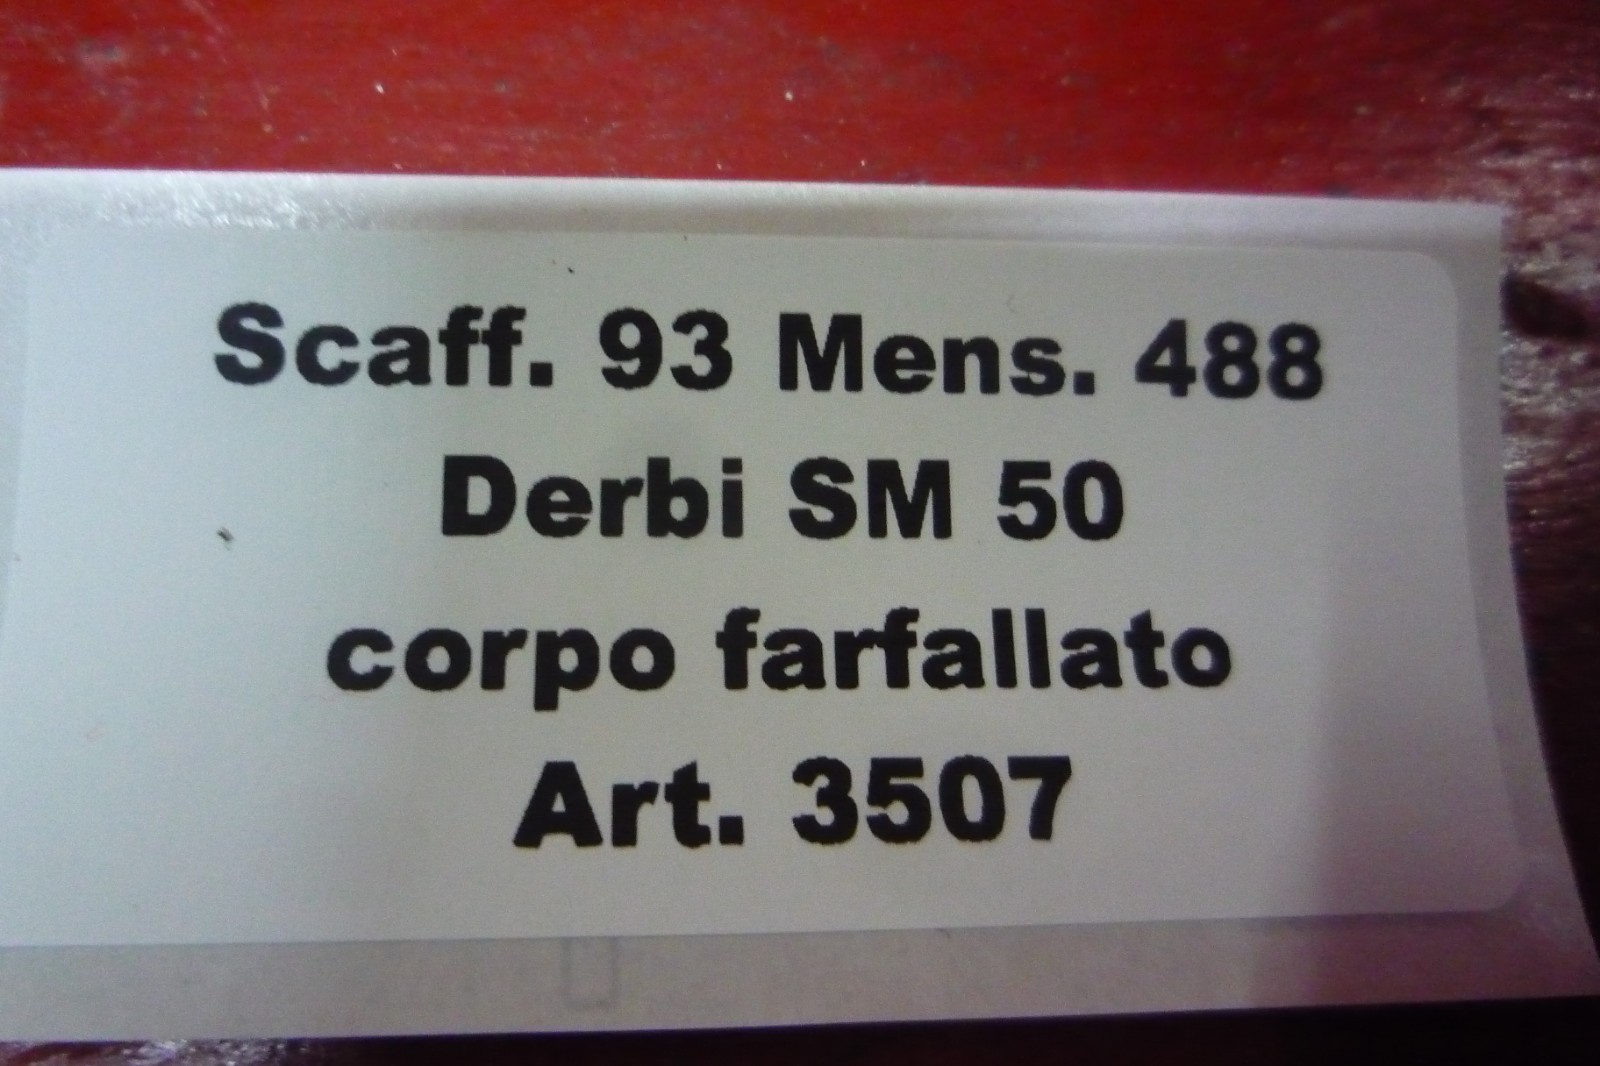 Scaff. 93 Mens. 488
Derbi SM 50
corpo farfallato
Art. 3507